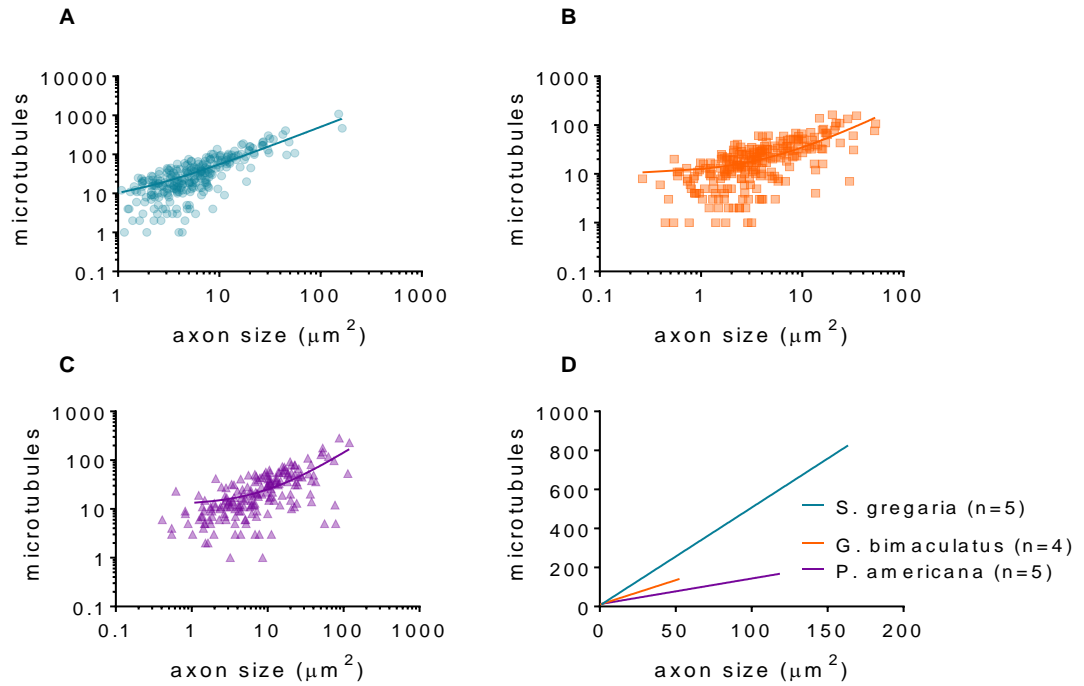 A
10000
1000
100
10
1
0.1
microtubules
1
10
100
1000
axon size (μm²)
B
1000
100
10
1
0.1
microtubules
0.1
1
10
100
axon size (μm²)
C
1000
100
10
1
0.1
microtubules
0.1
1
10
100
1000
axon size (μm²)
D
1000
800
600
400
200
0
microtubules
0
50
100
150
200
axon size (μm²)
S. gregaria (n=5)
G. bimaculatus (n=4)
P. americana (n=5)